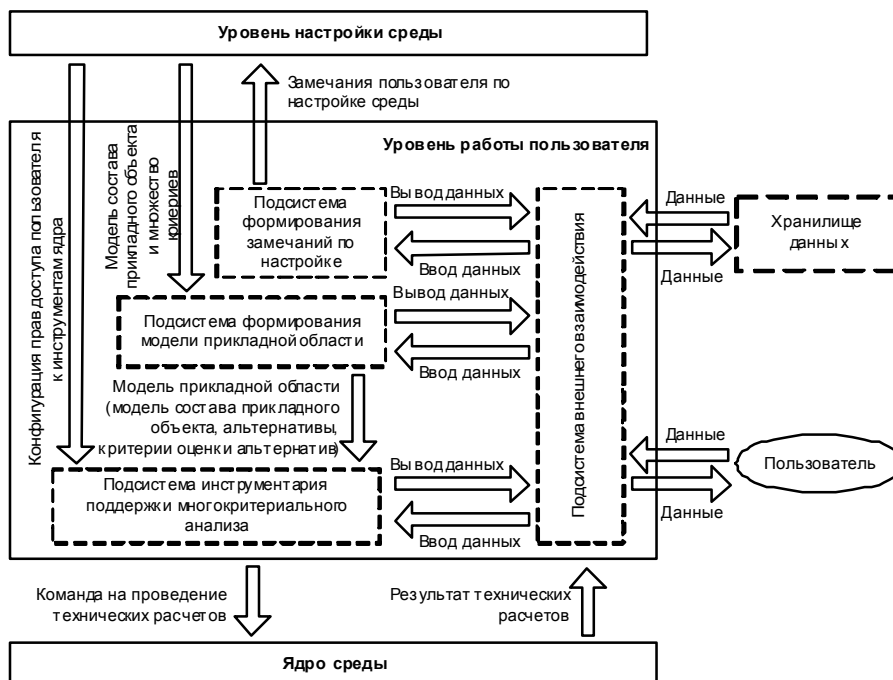 Уровень настройки среды
Замечания пользователя по
настройке среды
Уровень работы пользователя
Конфигурация прав доступа пользователя
к инструментам ядра
Модель состава
прикладного объекта
и множество
криериев
Подсистема
формирования
замечаний по
настройке
Вывод данных
Ввод данных
Подсистема формирования
модели прикладной области
Вывод данных
Ввод данных
Модель прикладной области
(модель состава прикладного
объекта, альтернативы,
критерии оценки альтернатив)
Подсистема инструментария
поддержки многокритериального
анализа
Вывод данных
Ввод данных
Подсистема внешнего взаимодействия
Данные
Хранилище
данных
Данные
Данные
Пользователь
Данные
Команда на проведение
технических расчетов
Результат технических
расчетов
Ядро среды